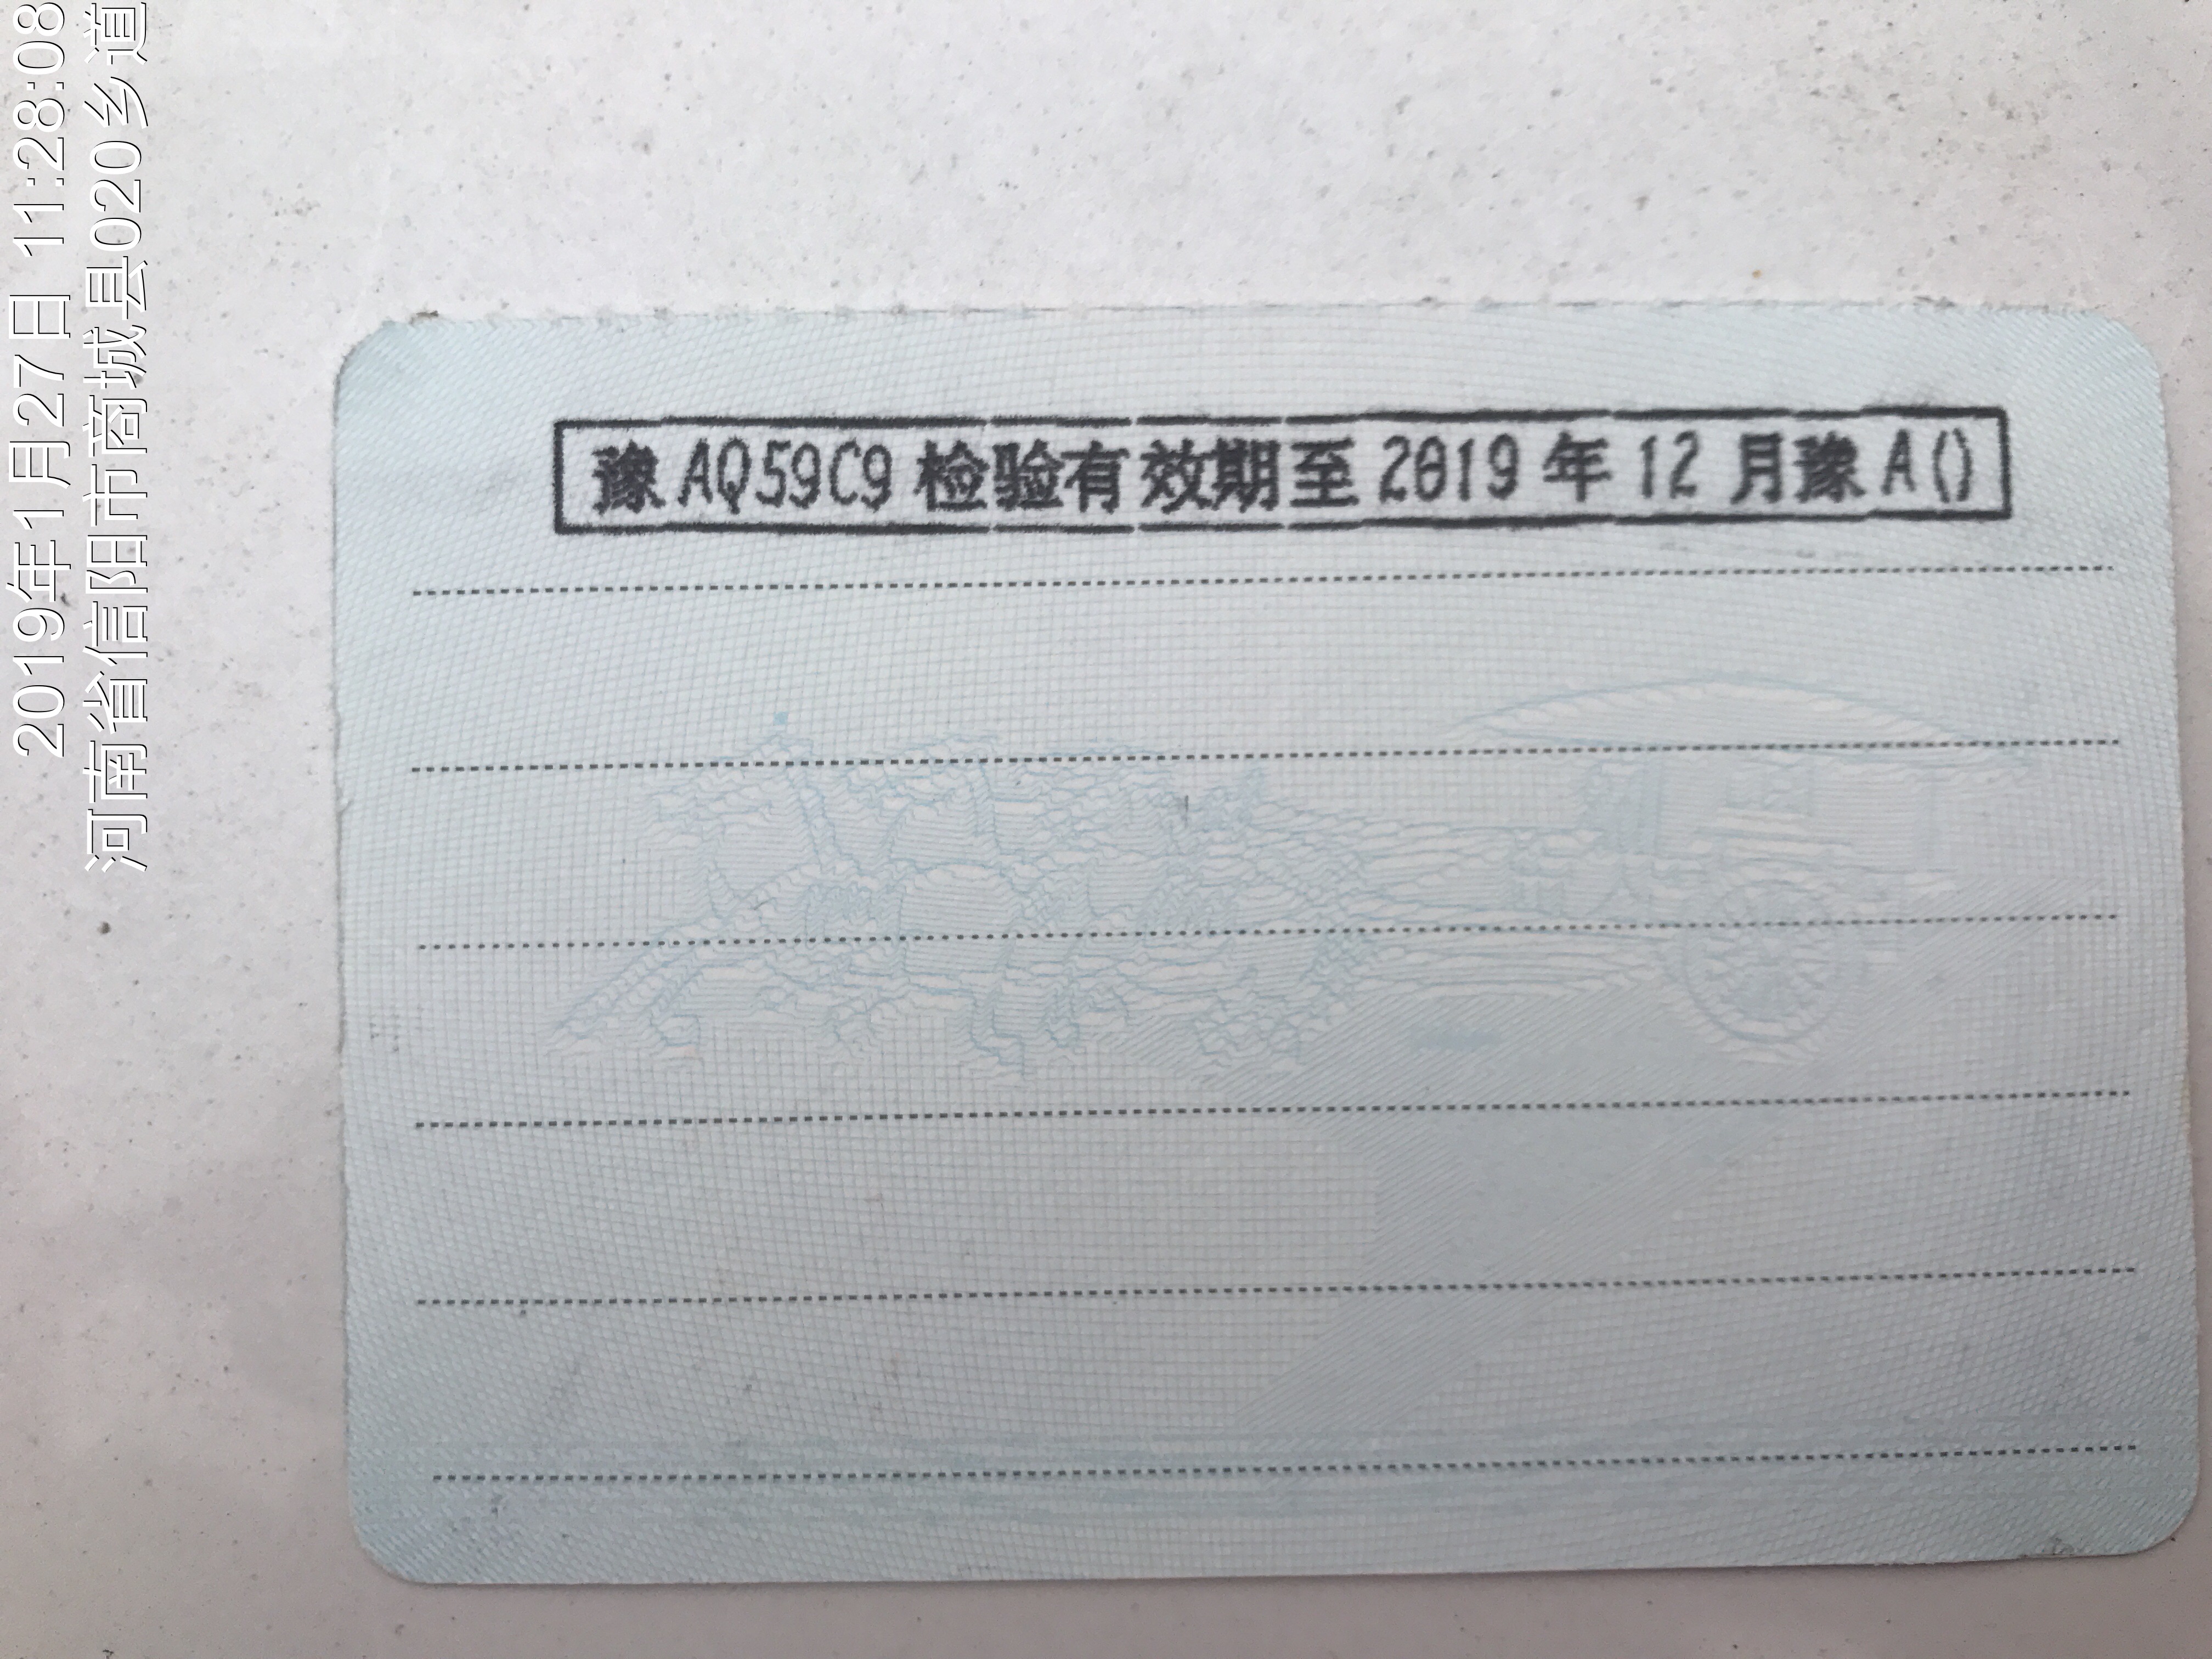 2019年1月27日 11:28:08
河南省信阳市商城县020乡道
豫AQ59C9 检验有效期至 2019 年 12 月豫A()